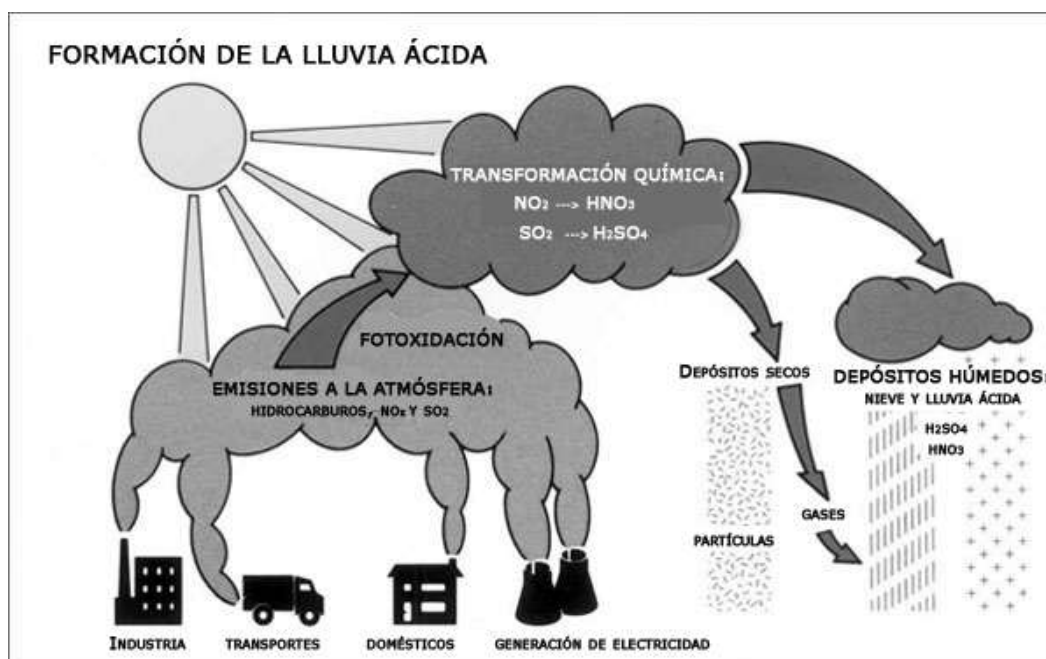 FORMACIÓN DE LA LLUVIA ÁCIDA
TRANSFORMACIÓN QUÍMICA:
NO2 ---> HNO3
SO2 ---> H2SO4
FOTOXIDACIÓN
EMISIONES A LA ATMÓSFERA:
HIDROCARBUROS, NO2 Y SO2
DEPÓSITOS SECOS
DEPÓSITOS HÚMEDOS:
NIEVE Y LLUVIA ÁCIDA
H2SO4
HNO3
GASES
PARTÍCULAS
INDUSTRIA
TRANSPORTES
DOMÉSTICOS
GENERACIÓN DE ELECTRICIDAD